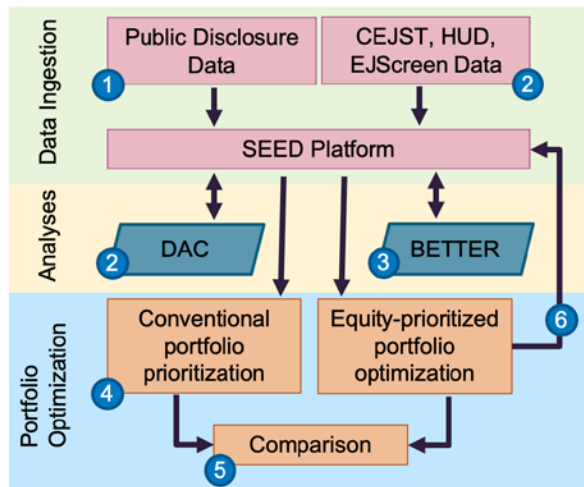 Data Ingestion
Public Disclosure
Data
1
CEJST, HUD,
EJScreen Data
2
SEED Platform
Analyses
DAC
2
BETTER
3
Portfolio
Optimization
Conventional
portfolio
prioritization
4
Equity-prioritized
portfolio
optimization
6
Comparison
5